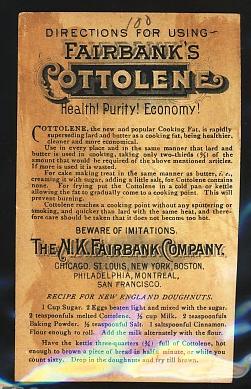 100
DIRECTIONS FOR USING
FAIRBANK'S
COTTOLENE
Health! Purity! Economy!
COTTOLENE, the new and popular Cooking Fat, is rapidly
superseding lard and butter as a cooking fat, being healthier,
cleaner and more economical.
Use in every place and in the same manner that lard and
butter is used in cooking, taking only two-thirds (⅔) of the
amount that would be required of the above mentioned articles.
If more is used it is wasted.
For cake making treat in the same manner as butter, i.e.,
creaming it with sugar, adding a little salt, for Cottolene contains
none. For frying put the Cottolene in a cold pan or kettle
allowing the fat to gradually come to a cooking point. This will
prevent burning.
Cottolene reaches a cooking point without any sputtering or
smoking, and quicker than lard with the same heat, and there-
fore care should be taken that it does not become too hot.
BEWARE OF IMITATIONS.
THE N.K. FAIRBANK COMPANY.
CHICAGO, ST. LOUIS, NEW YORK, BOSTON,
PHILADELPHIA, MONTREAL,
SAN FRANCISCO.
RECIPE FOR NEW ENGLAND DOUGHNUTS.
1 Cup Sugar. 2 Eggs beaten light and mixed with the sugar.
2 teaspoonfuls melted Cottolene. ⅔ cup milk. 2 teaspoonfuls
Baking Powder. ½ teaspoonful Salt. 1 saltspoonful Cinnamon.
Flour enough to roll. Add the milk alternately with the flour.
Have the kettle three-quarters (¾) full of Cottolene, hot
enough to brown a piece of bread in half a minute, or while you
count sixty. Drop in the doughnuts and fry till brown.